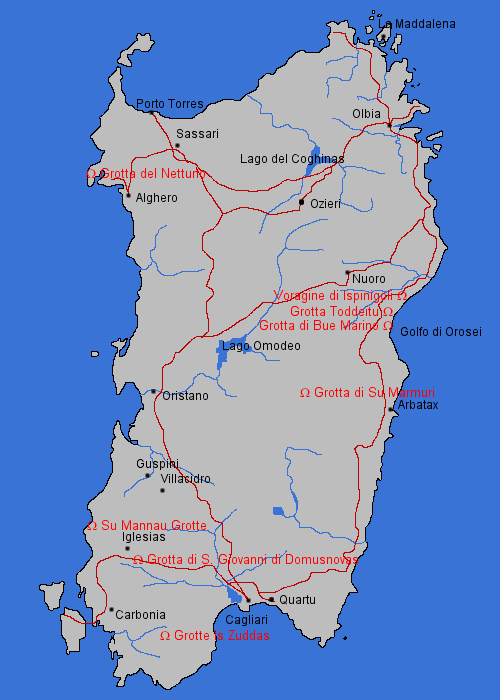 La Maddalena
Porto Torres
Olbia
Sassari
Lago del Coghinas
Ω Grotta del Nettuno
Alghero
Ozieri
Nuoro
Voragine di Ispinigoli Ω
Grotta Toddeitu Ω
Grotta di Bue Marino Ω
Golfo di Orosei
Lago Omodeo
Ω Grotta di Su Marmuri
Oristano
Arbatax
Guspini
Villacidro
Ω Su Mannau Grotte
Iglesias
Ω Grotta di S. Giovanni di Domusnovas
Quartu
Carbonia
Cagliari
Ω Grotte is Zuddas